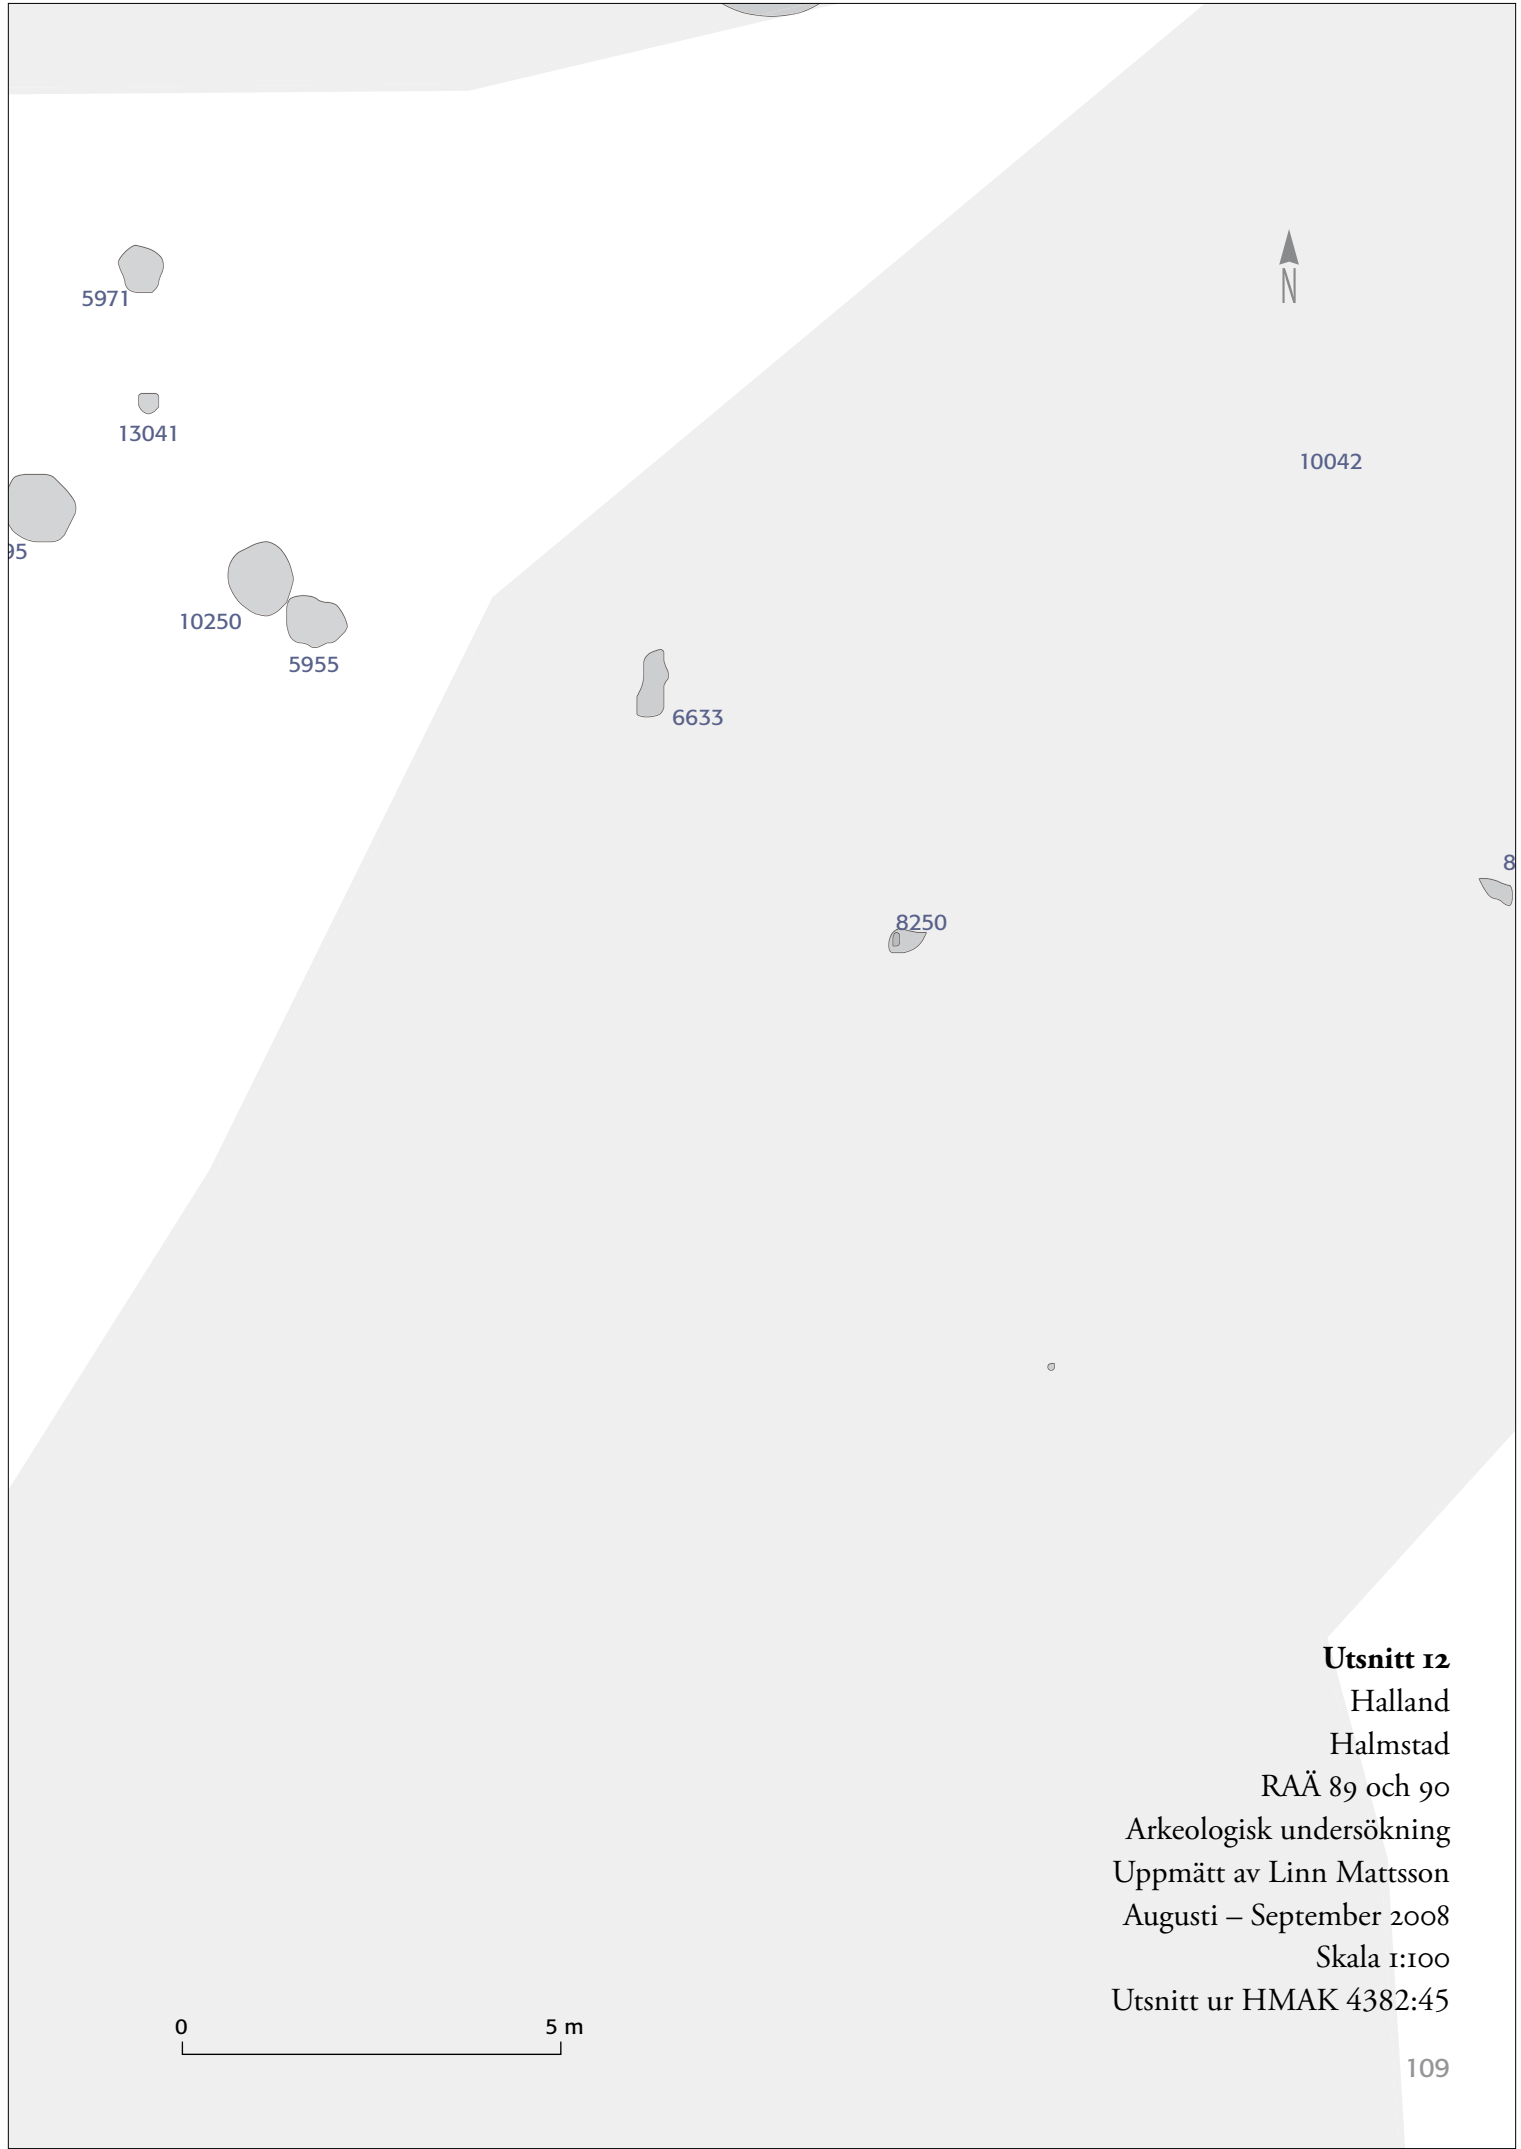 N
5971
13041
10042
95
10250
5955
6633
8
8250
Utsnitt 12
Halland
Halmstad
RAÄ 89 och 90
Arkeologisk undersökning
Uppmätt av Linn Mattsson
Augusti – September 2008
Skala 1:100
Utsnitt ur HMAK 4382:45
0 5 m
109